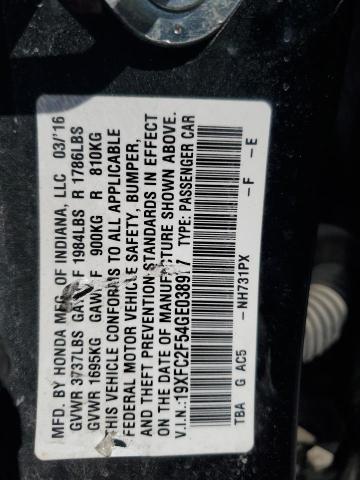 MFD. BY HONDA MFG. OF INDIANA, LLC 03/'16
GVWR 3737LBS GAWR F 1984LBS R 1786LBS
GVWR 1695KG GAWR F 900KG R 810KG
THIS VEHICLE CONFORMS TO ALL APPLICABLE
FEDERAL MOTOR VEHICLE SAFETY, BUMPER,
AND THEFT PREVENTION STANDARDS IN EFFECT
ON THE DATE OF MANUFACTURE SHOWN ABOVE.
V.I.N.:19XFC2F54GE038917 TYPE: PASSENGER CAR
-NH731PX -F -E
TBA G AC5